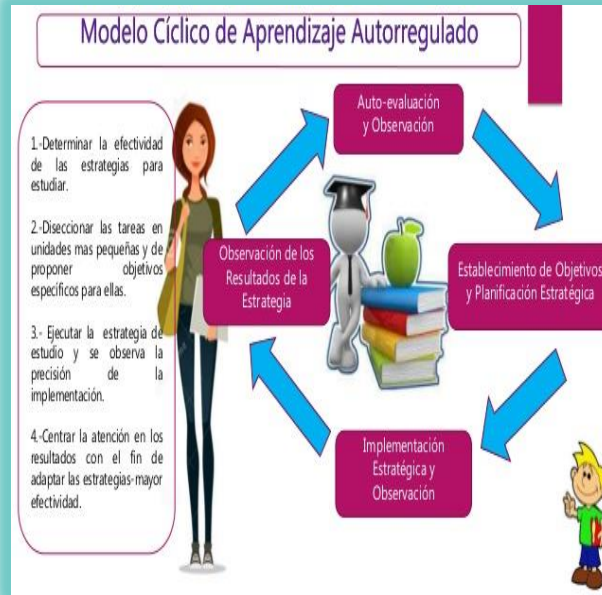 Modelo Cíclico de Aprendizaje Autorregulado
1.-Determinar la efectividad
de las estrategias para
estudiar.
2.-Diseccionar las tareas en
unidades mas pequeñas y de
proponer objetivos
específicos para ellas.
3.- Ejecutar la estrategia de
estudio y se observa la
precisión de la
implementación.
4.-Centrar la atención en los
resultados con el fin de
adaptar las estrategias-mayor
efectividad.
Auto-evaluación
y Observación
Establecimiento de Objetivos
y Planificación Estratégica
Implementación
Estratégica y
Observación
Observación de los
Resultados de la
Estrategia